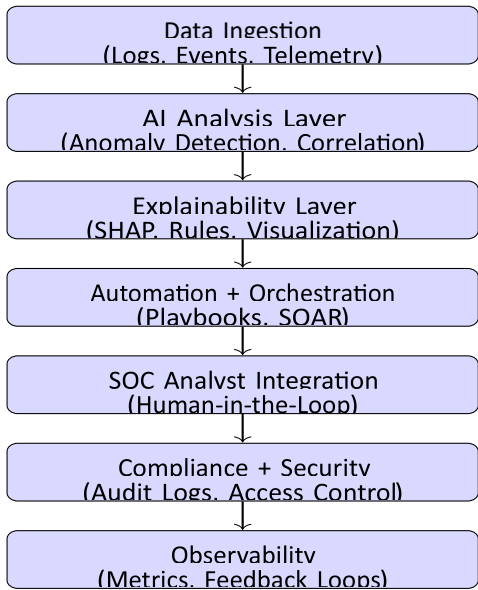 Data Ingestion
(Logs, Events, Telemetry)
AI Analysis Layer
(Anomaly Detection, Correlation)
Explainability Layer
(SHAP, Rules, Visualization)
Automation + Orchestration
(Playbooks, SOAR)
SOC Analyst Integration
(Human-in-the-Loop)
Compliance + Security
(Audit Logs, Access Control)
Observability
(Metrics, Feedback Loops)